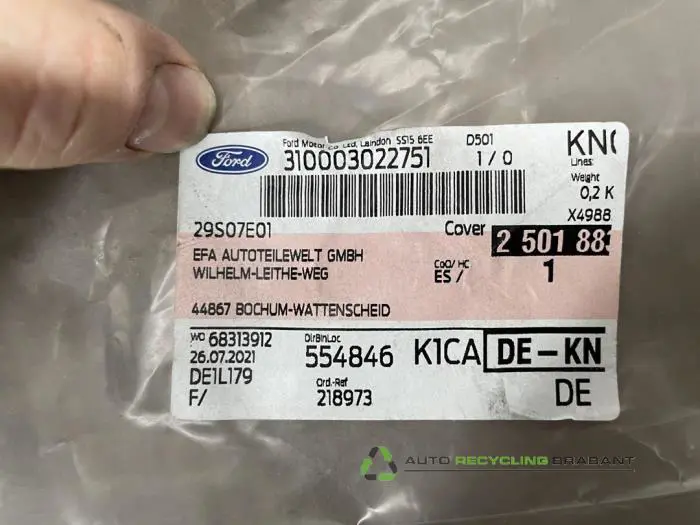 Ford
Ford Motor Co Ltd, Laindon SS15 6EE
D501
KN(
310003022751
1 / 0
Lines:
Weight
0,2 K
X4988
29S07E01
Cover
2 501 883
EFA AUTOTEILEWELT GMBH
CoO/ HC
WILHELM-LEITHE-WEG
ES /
1
44867 BOCHUM-WATTENSCHEID
WO 68313912
DirBinLoc
26.07.2021
554846
K1CA
DE-KN
DE1L179
Ord.-Ref
F/
218973
DE
AUTO RECYCLING BRABANT